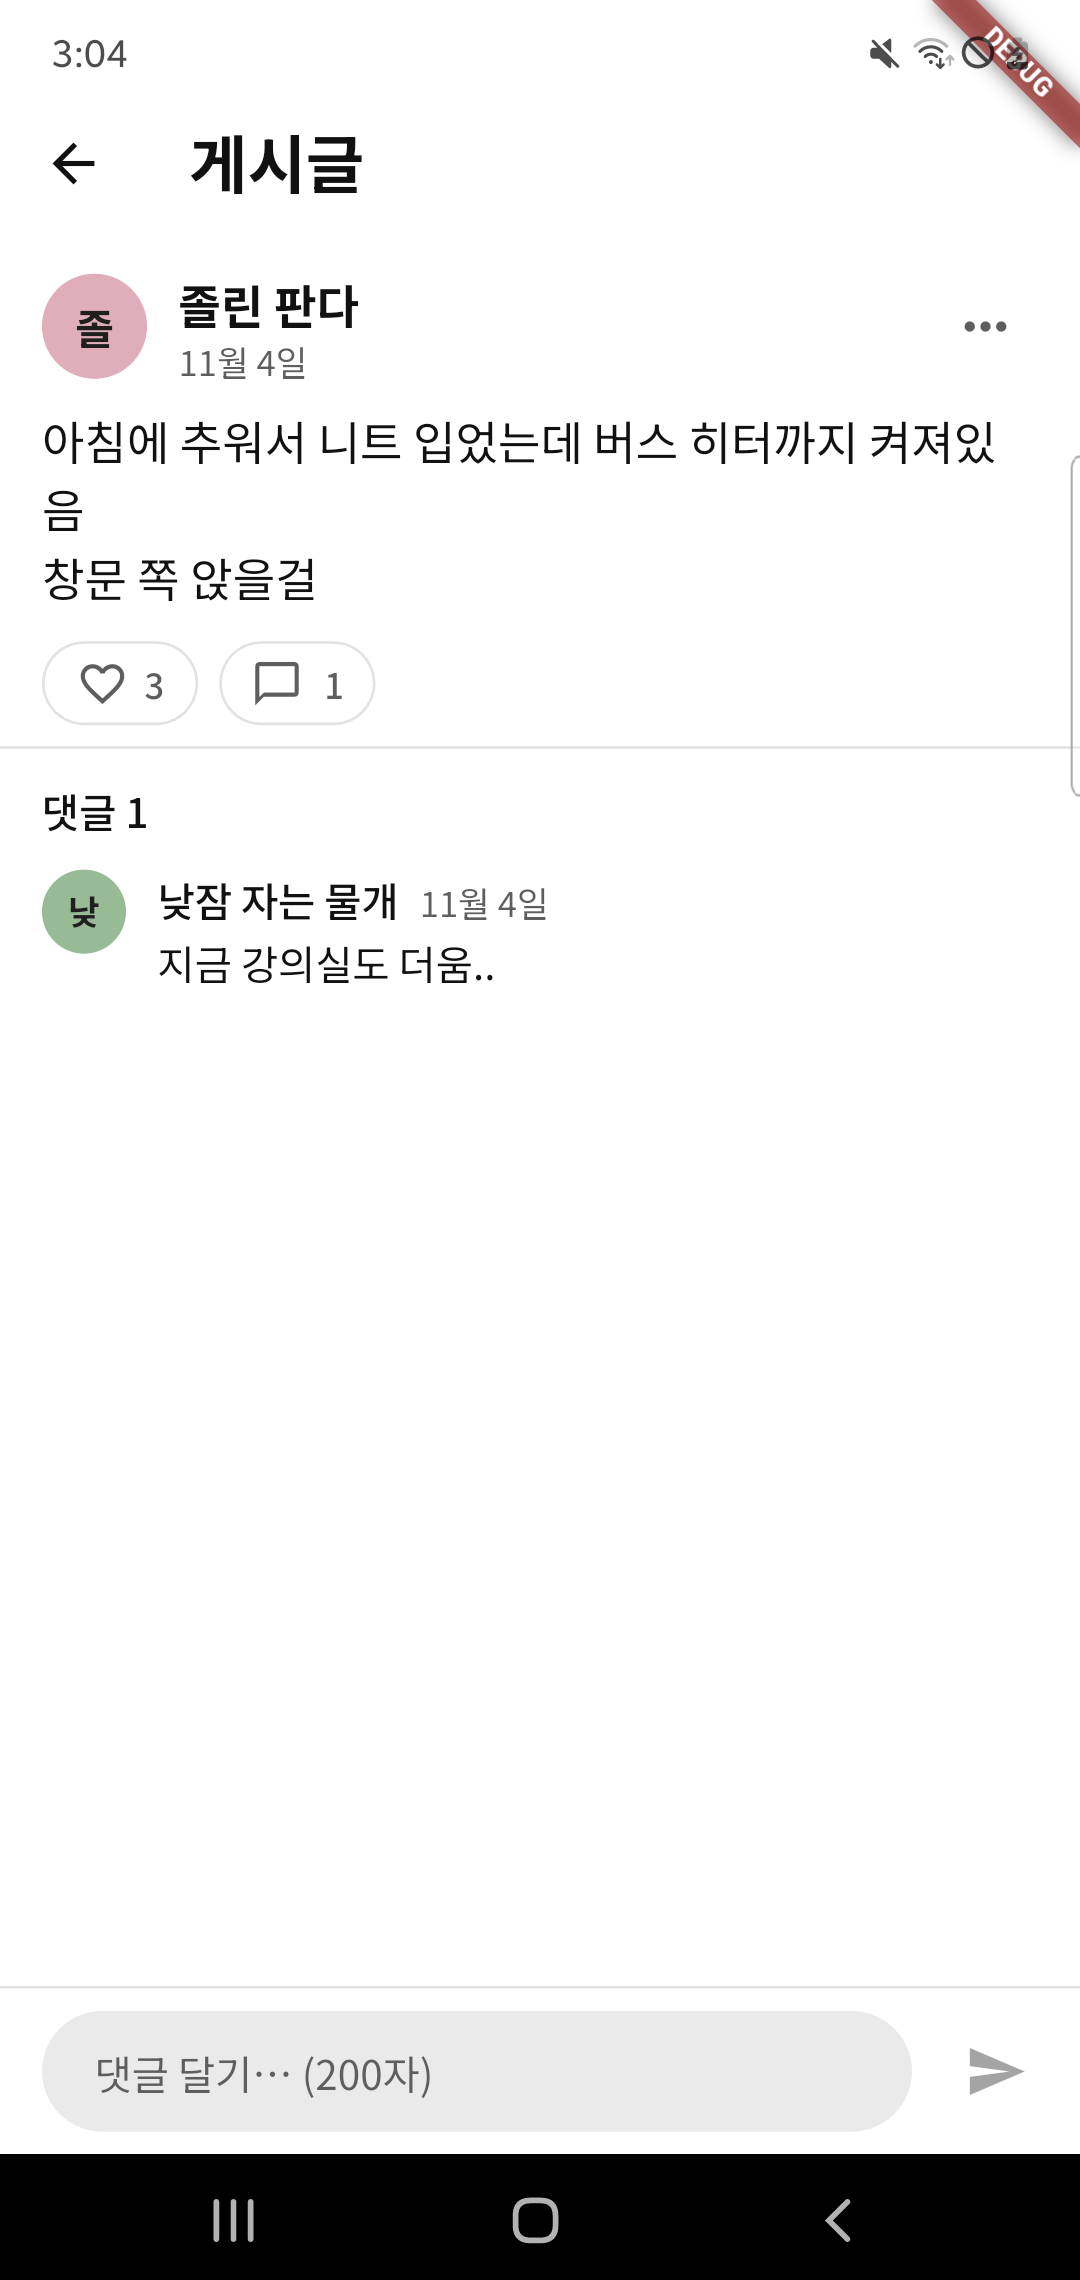 3:04
DEBUG
게시글
졸
졸린 판다
11월 4일
아침에 추워서 니트 입었는데 버스 히터까지 켜져있
음
창문 쪽 앉을걸
3
1
댓글 1
낮
낮잠 자는 물개 11월 4일
지금 강의실도 더움..
댓글 달기… (200자)